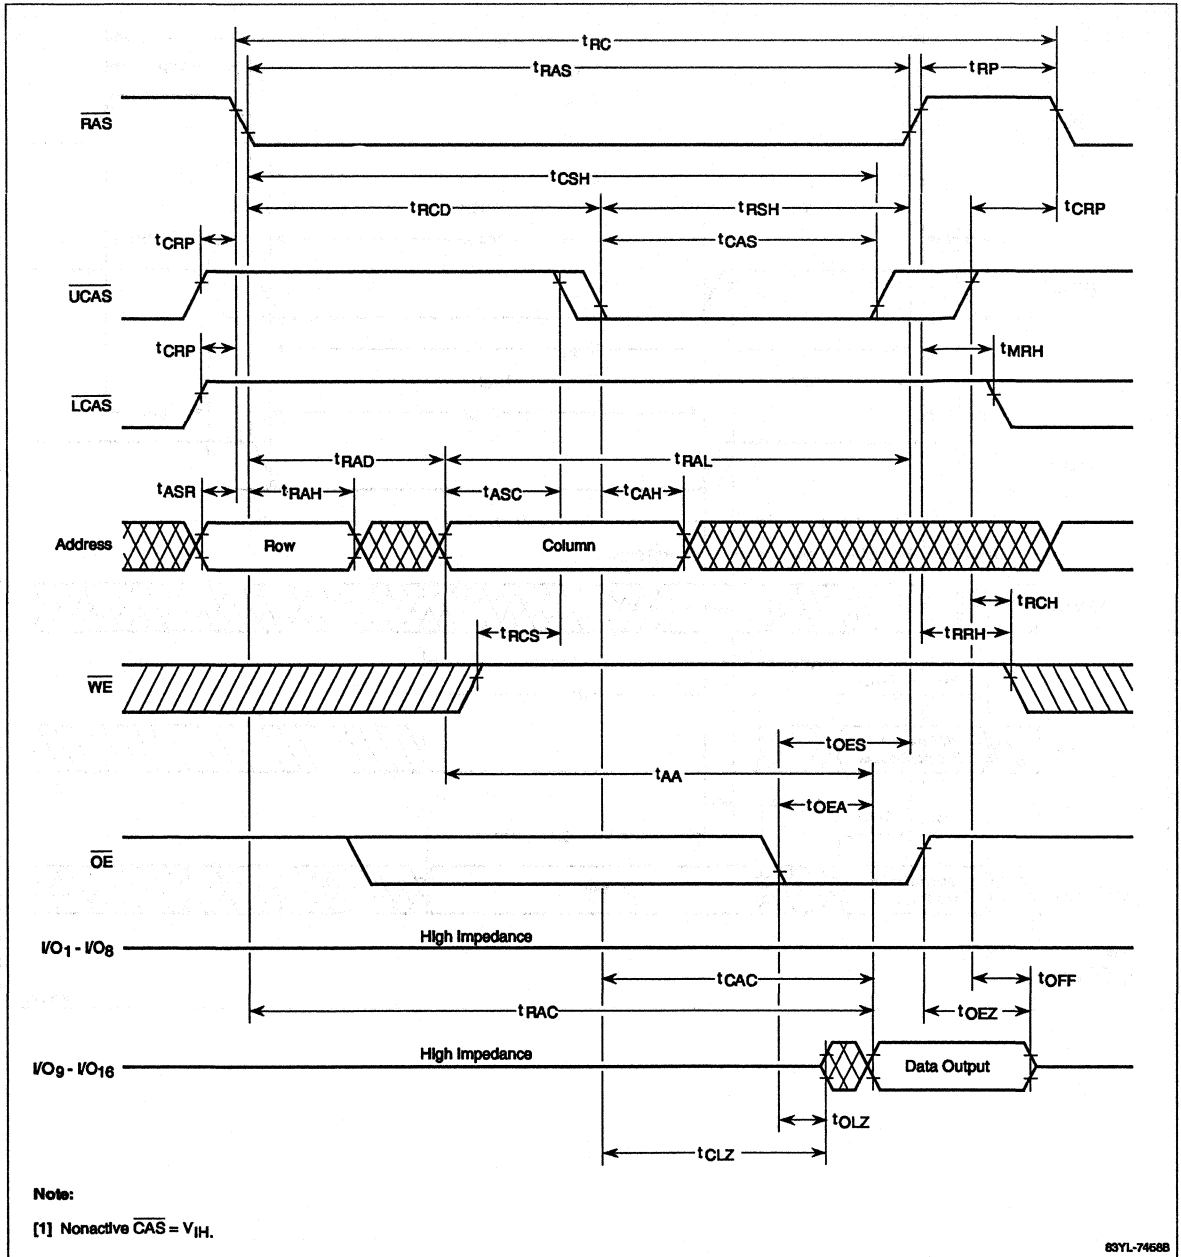 tRC
tRAS
tRP
RAS
tCSH
tRCD
tRSH
tCRP
tCRP
tCAS
UCAS
tCRP
tMRH
LCAS
tRAD
tRAL
tASR
tRAH
tASC
tCAH
Address
Row
Column
tRCH
tRCS
tRRH
WE
tOES
tAA
tOEA
OE
I/O1 - I/O8
High Impedance
tCAC
tOFF
tRAC
tOEZ
I/O9 - I/O16
High Impedance
Data Output
tOLZ
tCLZ
Note:
[1] Nonactive CAS = VIH.
83YL-7458B